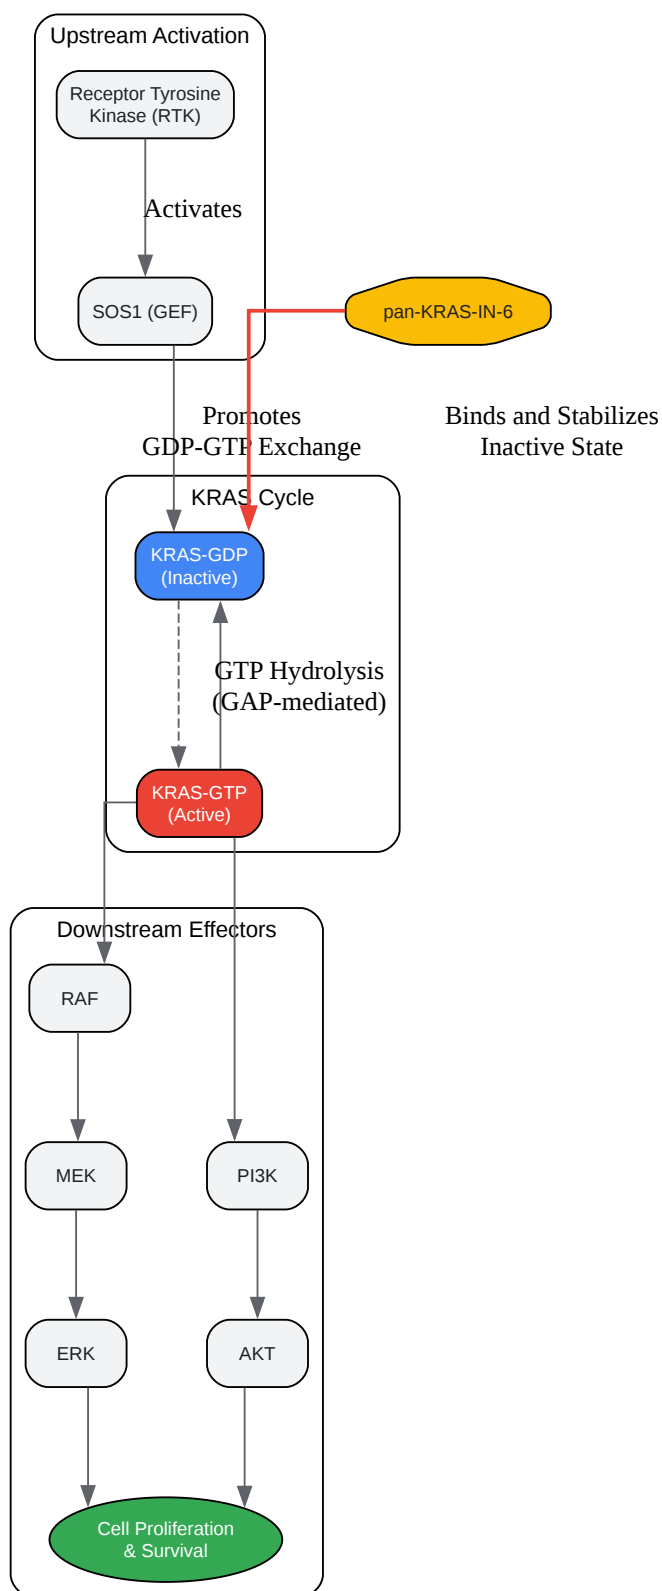 Upstream Activation
Receptor Tyrosine
Kinase (RTK)
Activates
SOS1 (GEF)
pan-KRAS-IN-6
Promotes
GDP-GTP Exchange
Binds and Stabilizes
Inactive State
KRAS Cycle
KRAS-GDP
(Inactive)
GTP Hydrolysis
(GAP-mediated)
KRAS-GTP
(Active)
Downstream Effectors
RAF
MEK
PI3K
ERK
AKT
Cell Proliferation
& Survival